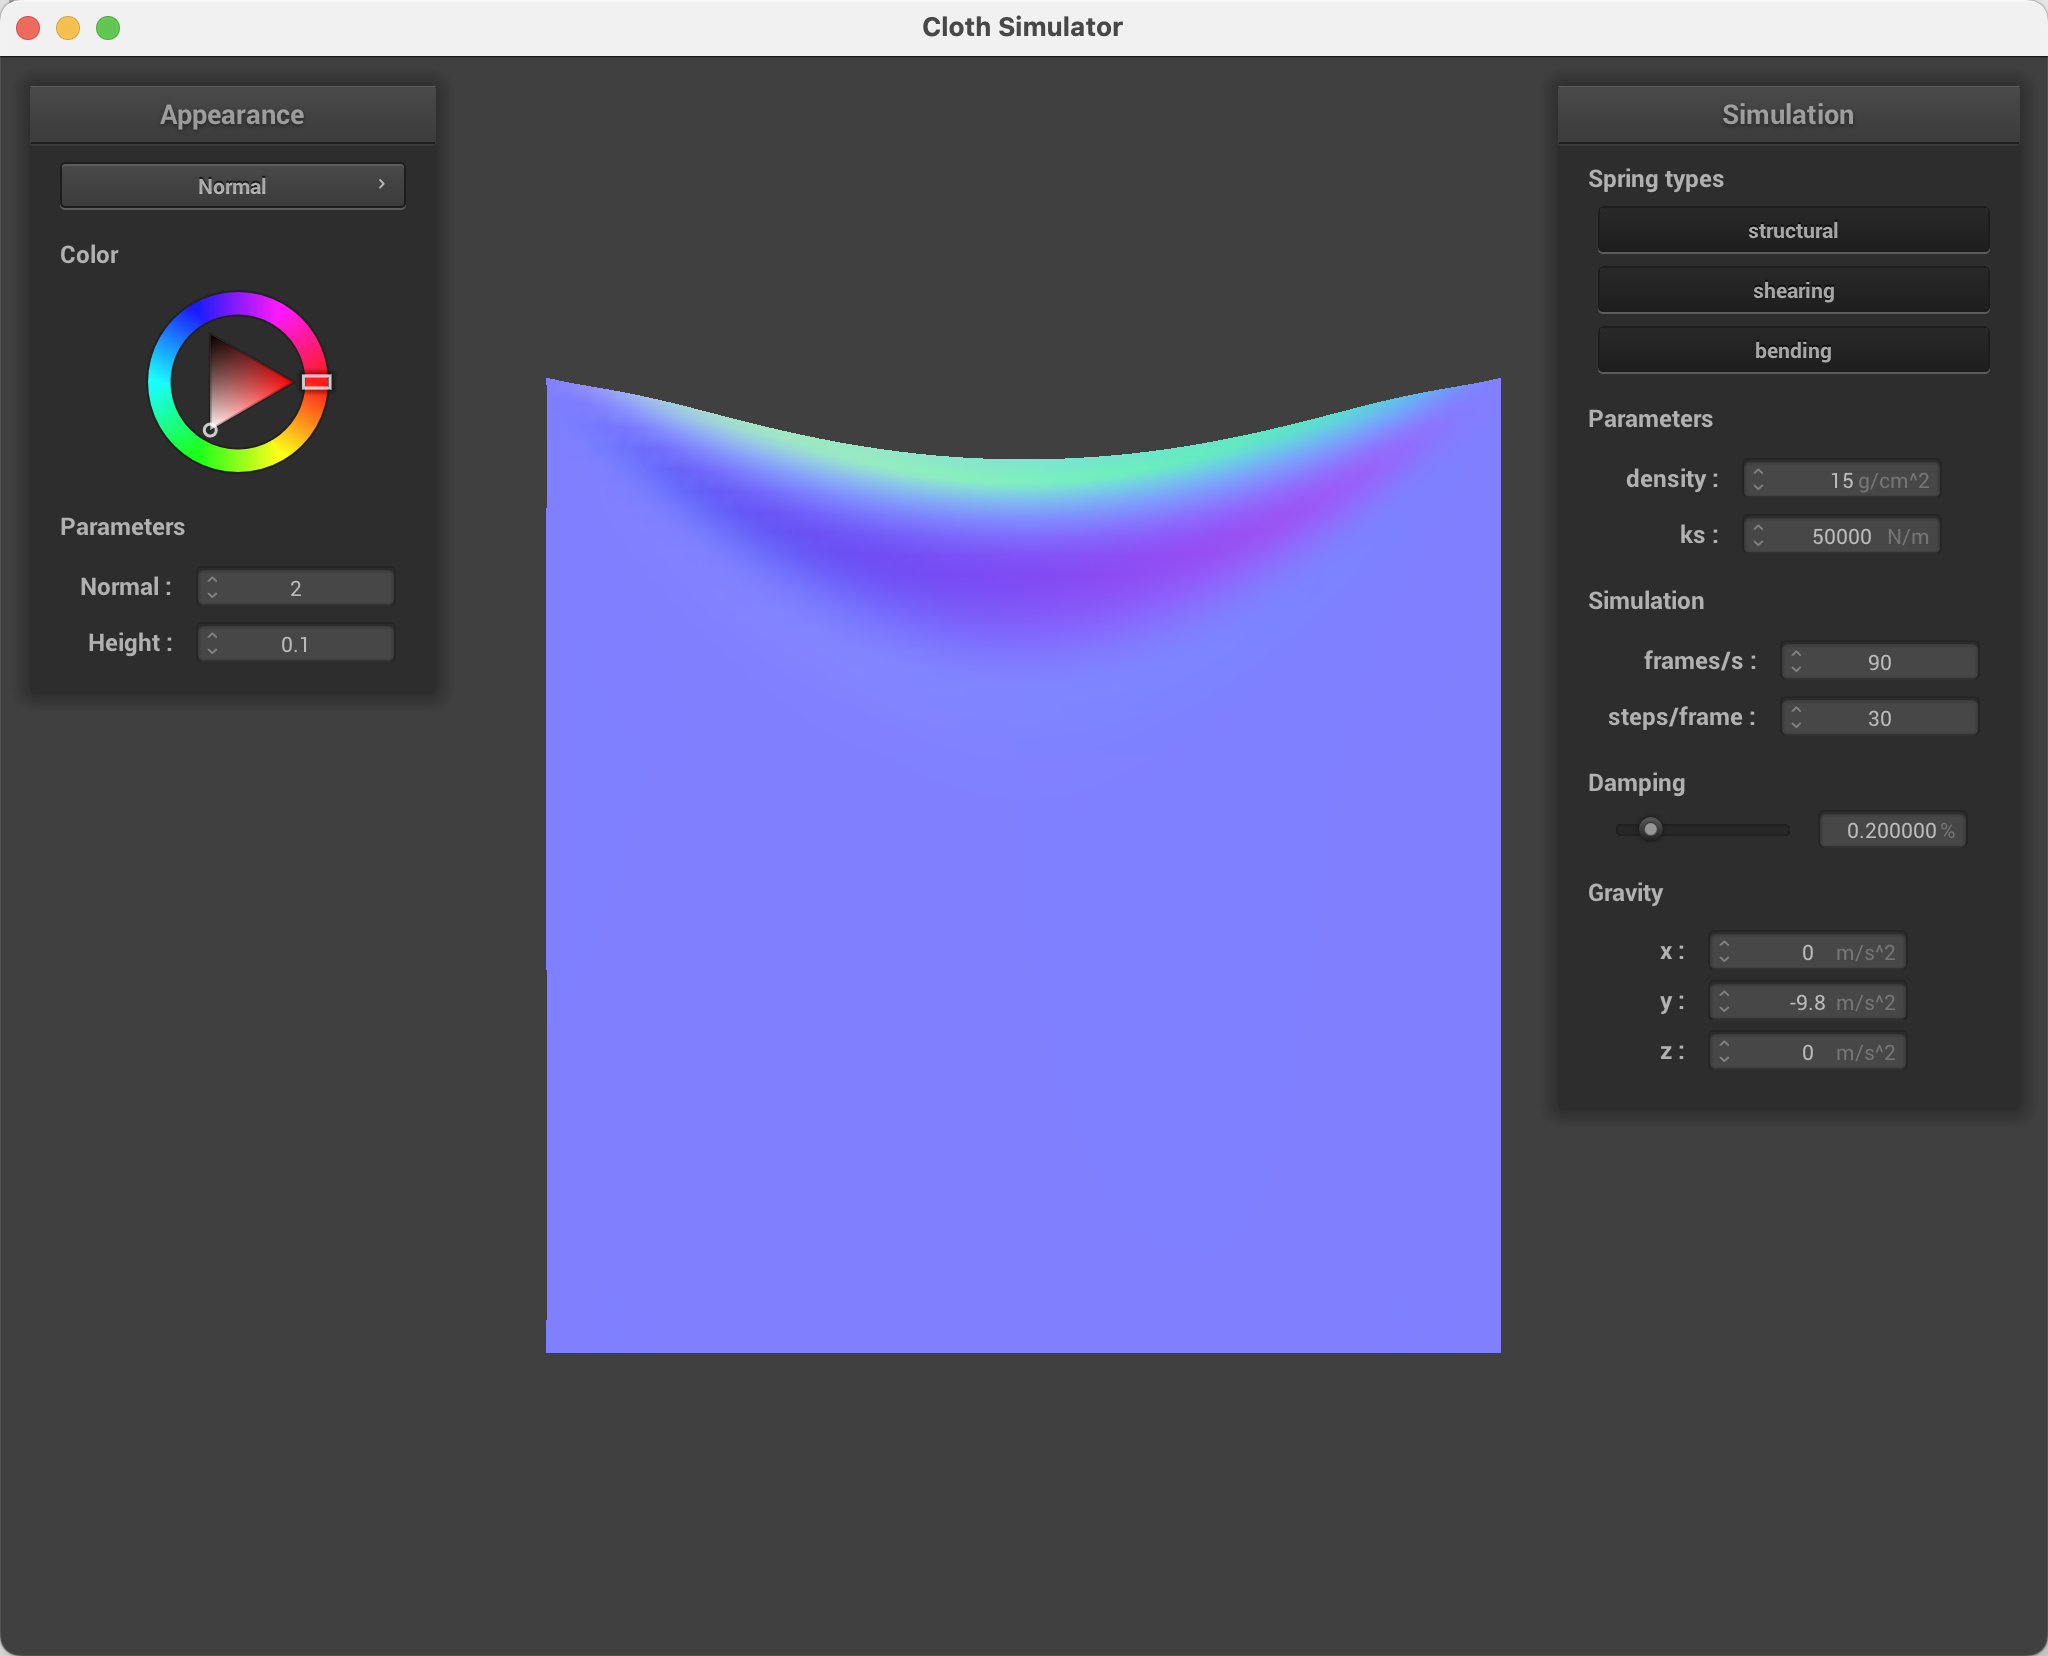 Cloth Simulator
Appearance
Normal
Color
Parameters
Normal : 2
Height : 0.1
Simulation
Spring types
structural
shearing
bending
Parameters
density : 15 g/cm^2
ks : 50000 N/m
Simulation
frames/s : 90
steps/frame : 30
Damping
0.200000 %
Gravity
x : 0 m/s^2
y : -9.8 m/s^2
z : 0 m/s^2